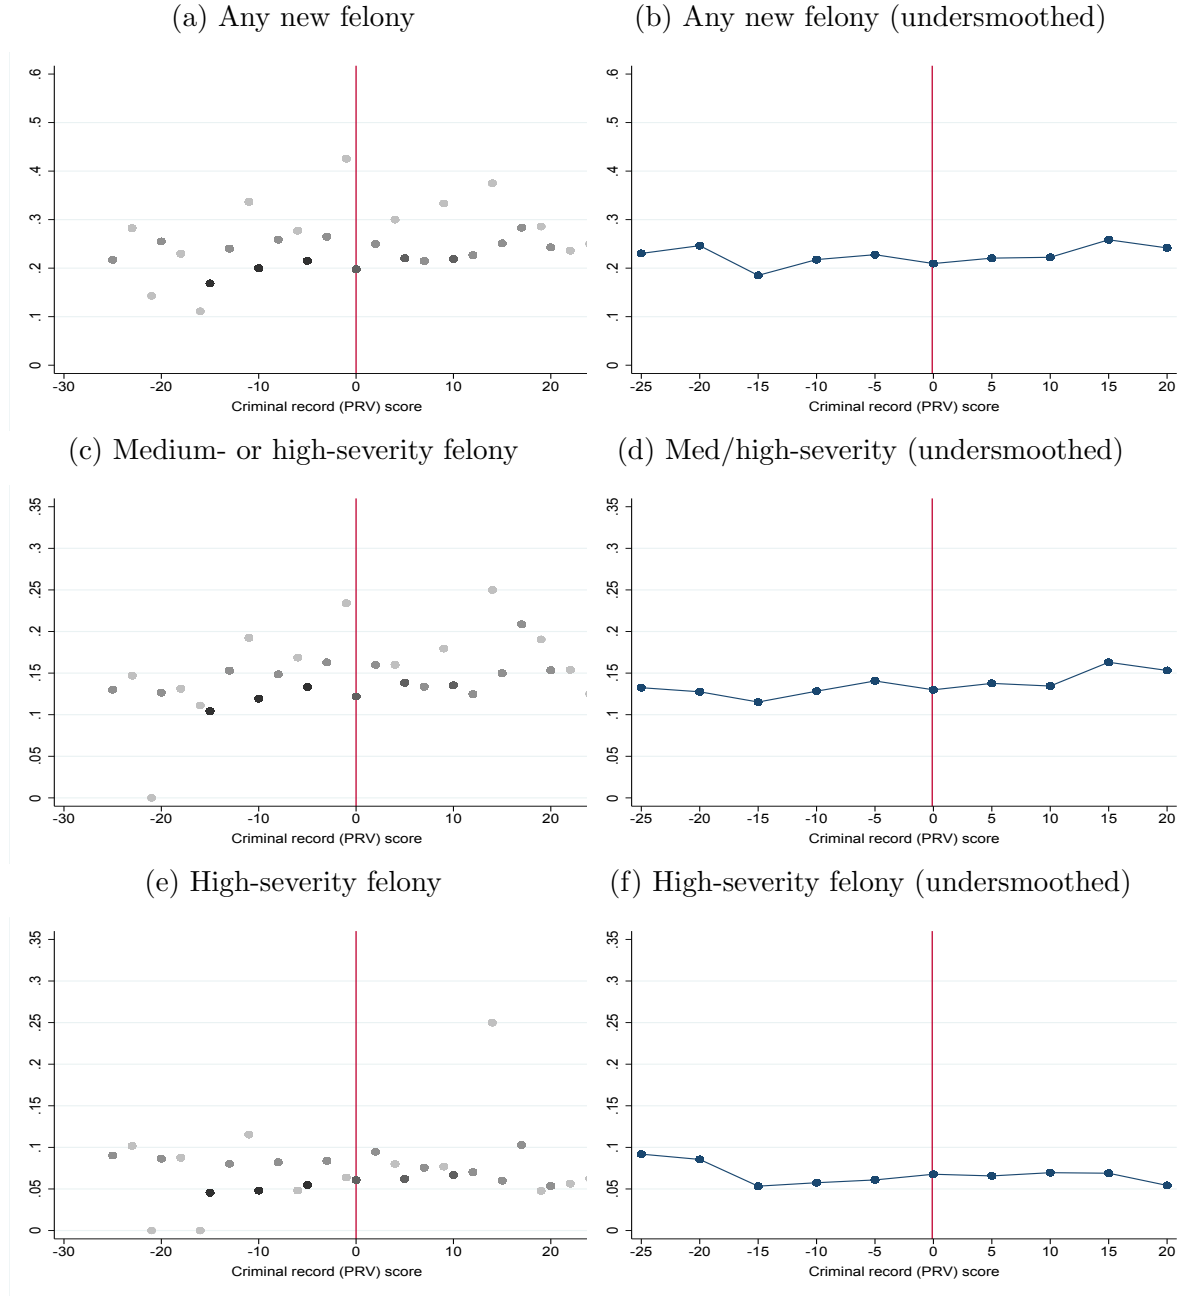 (a) Any new felony
(b) Any new felony (undersmoothed)
.6
.5
.4
.3
.2
.1
0
-30 -20 -10 0 10 20
Criminal record (PRV) score
.6
.5
.4
.3
.2
.1
0
-25 -20 -15 -10 -5 0 5 10 15 20
Criminal record (PRV) score
(c) Medium- or high-severity felony
(d) Med/high-severity (undersmoothed)
.35
.3
.25
.2
.15
.1
.05
0
-30 -20 -10 0 10 20
Criminal record (PRV) score
.35
.3
.25
.2
.15
.1
.05
0
-25 -20 -15 -10 -5 0 5 10 15 20
Criminal record (PRV) score
(e) High-severity felony
(f) High-severity felony (undersmoothed)
.35
.3
.25
.2
.15
.1
.05
0
-30 -20 -10 0 10 20
Criminal record (PRV) score
.35
.3
.25
.2
.15
.1
.05
0
-25 -20 -15 -10 -5 0 5 10 15 20
Criminal record (PRV) score